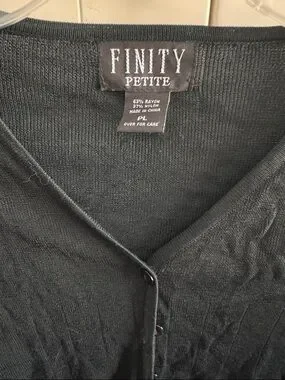 FINITY
PETITE
63% RAYON
37% NYLON
MADE IN CHINA
PL
OVER FOR CARE